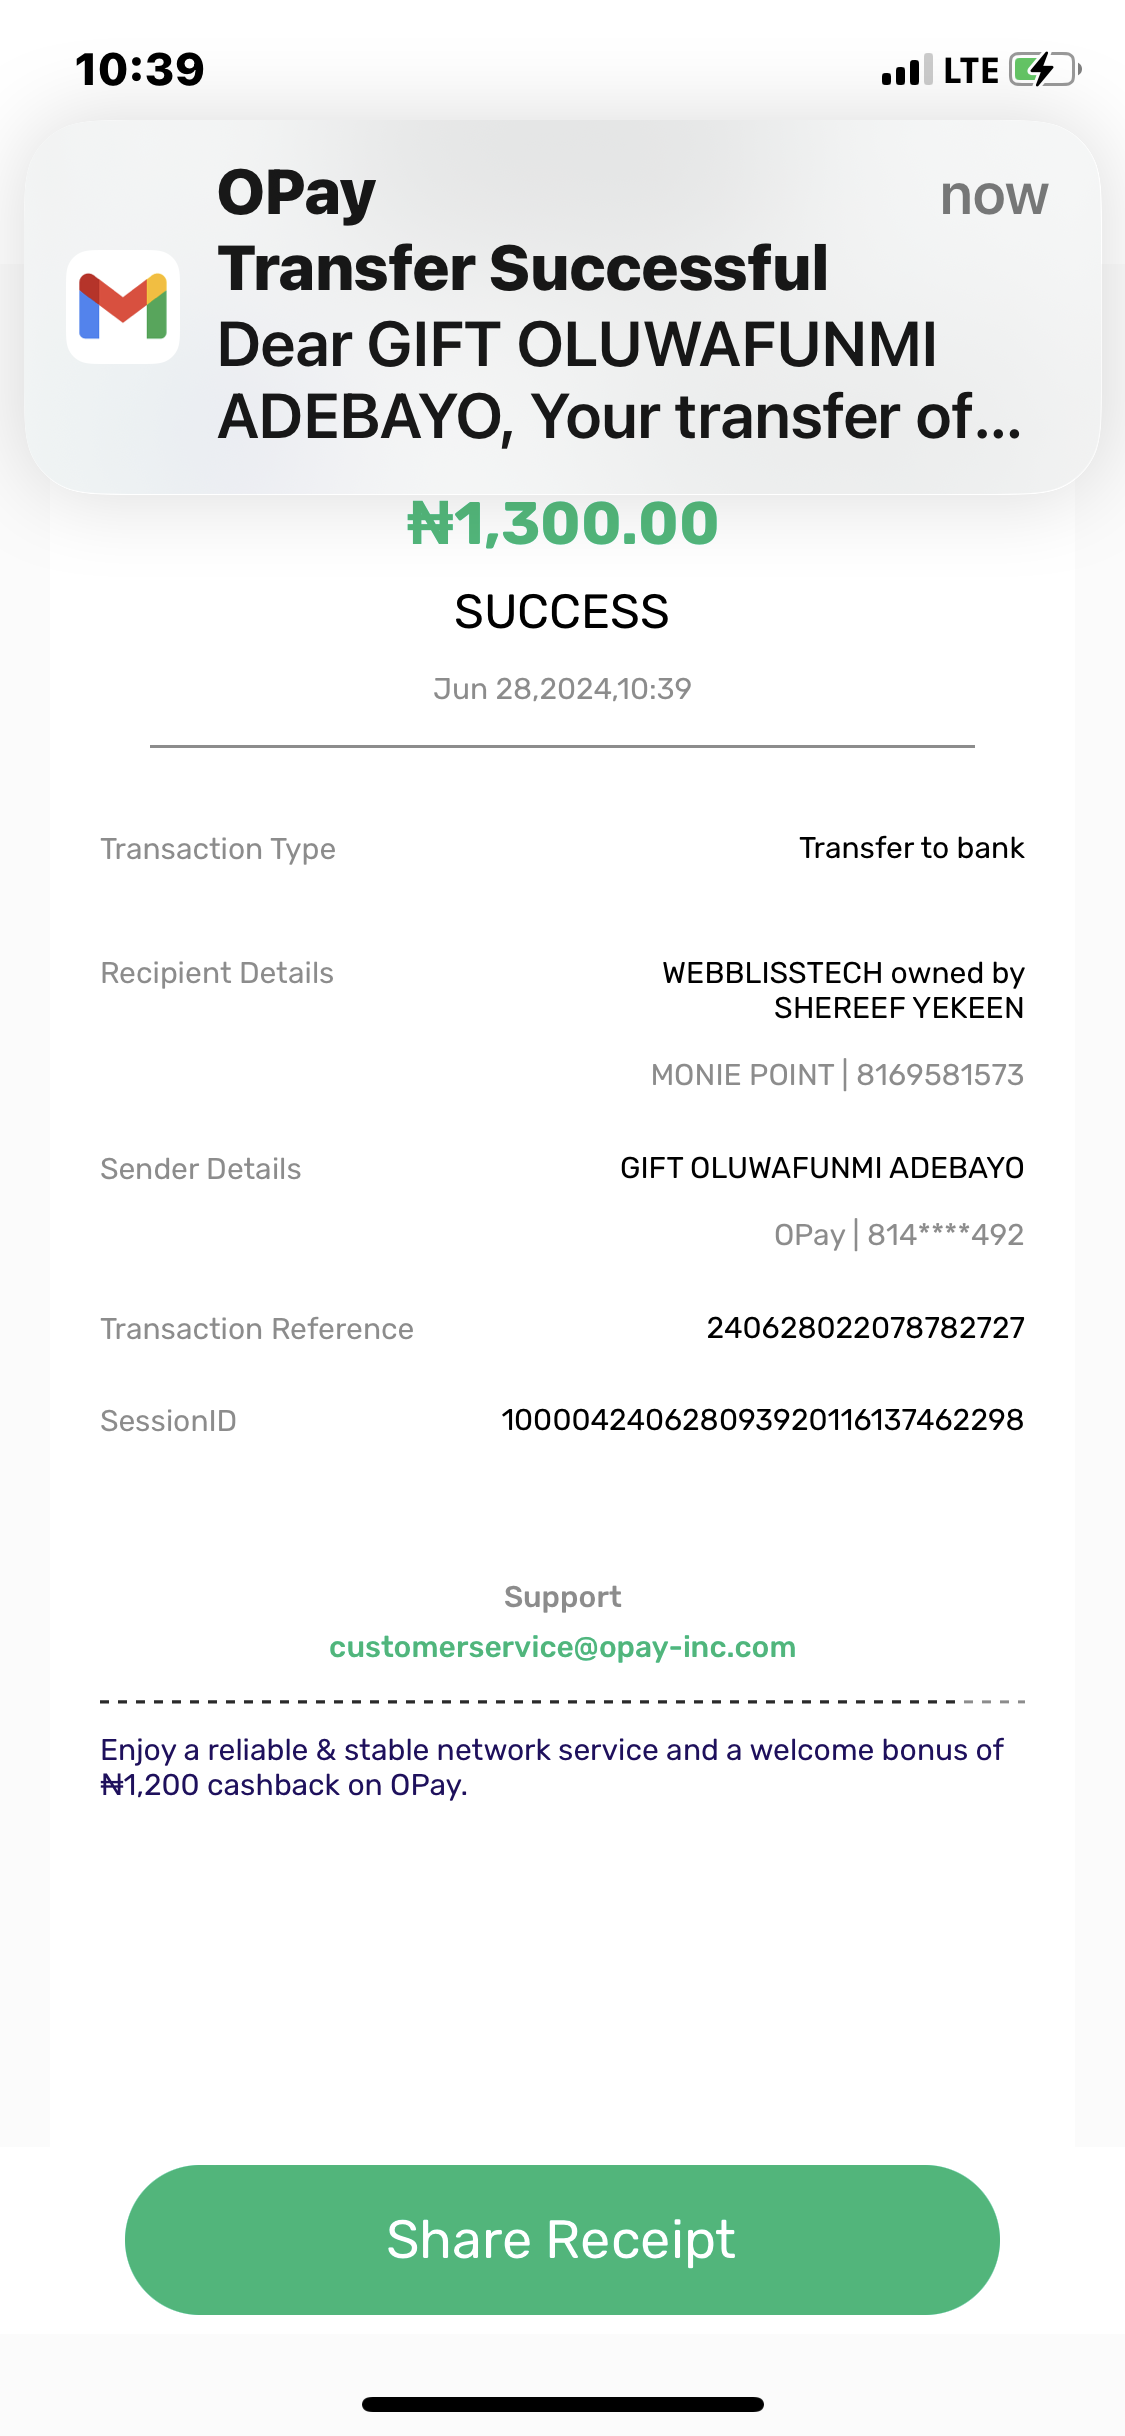 10:39
LTE
OPay
now
Transfer Successful
Dear GIFT OLUWAFUNMI
ADEBAYO, Your transfer of...
₦1,300.00
SUCCESS
Jun 28,2024,10:39
Transaction Type
Transfer to bank
Recipient Details
WEBBLISSTECH owned by
SHEREEF YEKEEN
MONIE POINT | 8169581573
Sender Details
GIFT OLUWAFUNMI ADEBAYO
OPay | 814****492
Transaction Reference
240628022078782727
SessionID
100004240628093920116137462298
Support
customerservice@opay-inc.com
Enjoy a reliable & stable network service and a welcome bonus of
₦1,200 cashback on OPay.
Share Receipt